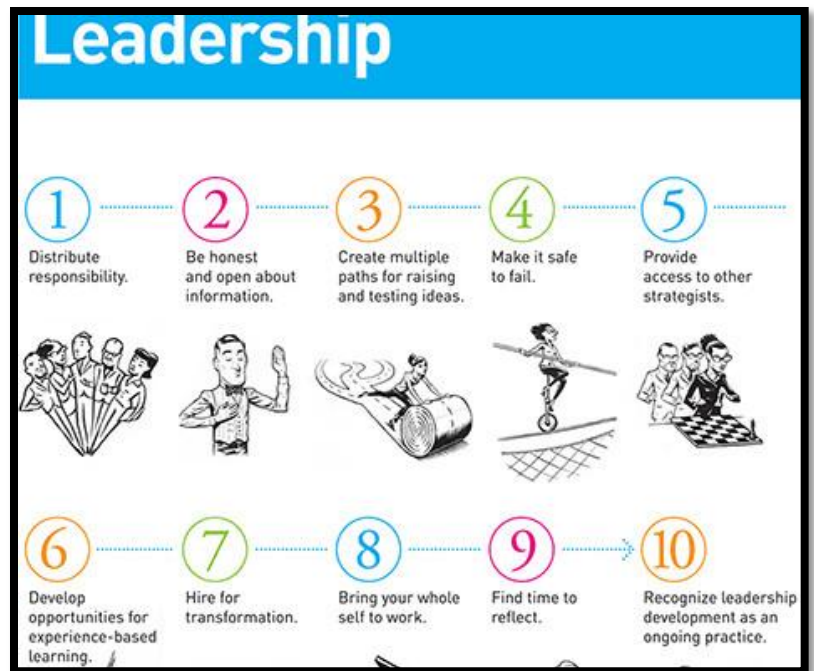 Leadership
1
Distribute
responsibility.
2
Be honest
and open about
information.
3
Create multiple
paths for raising
and testing ideas.
4
Make it safe
to fail.
5
Provide
access to other
strategists.
6
Develop
opportunities for
experience-based
learning.
7
Hire for
transformation.
8
Bring your whole
self to work.
9
Find time to
reflect.
10
Recognize leadership
development as an
ongoing practice.